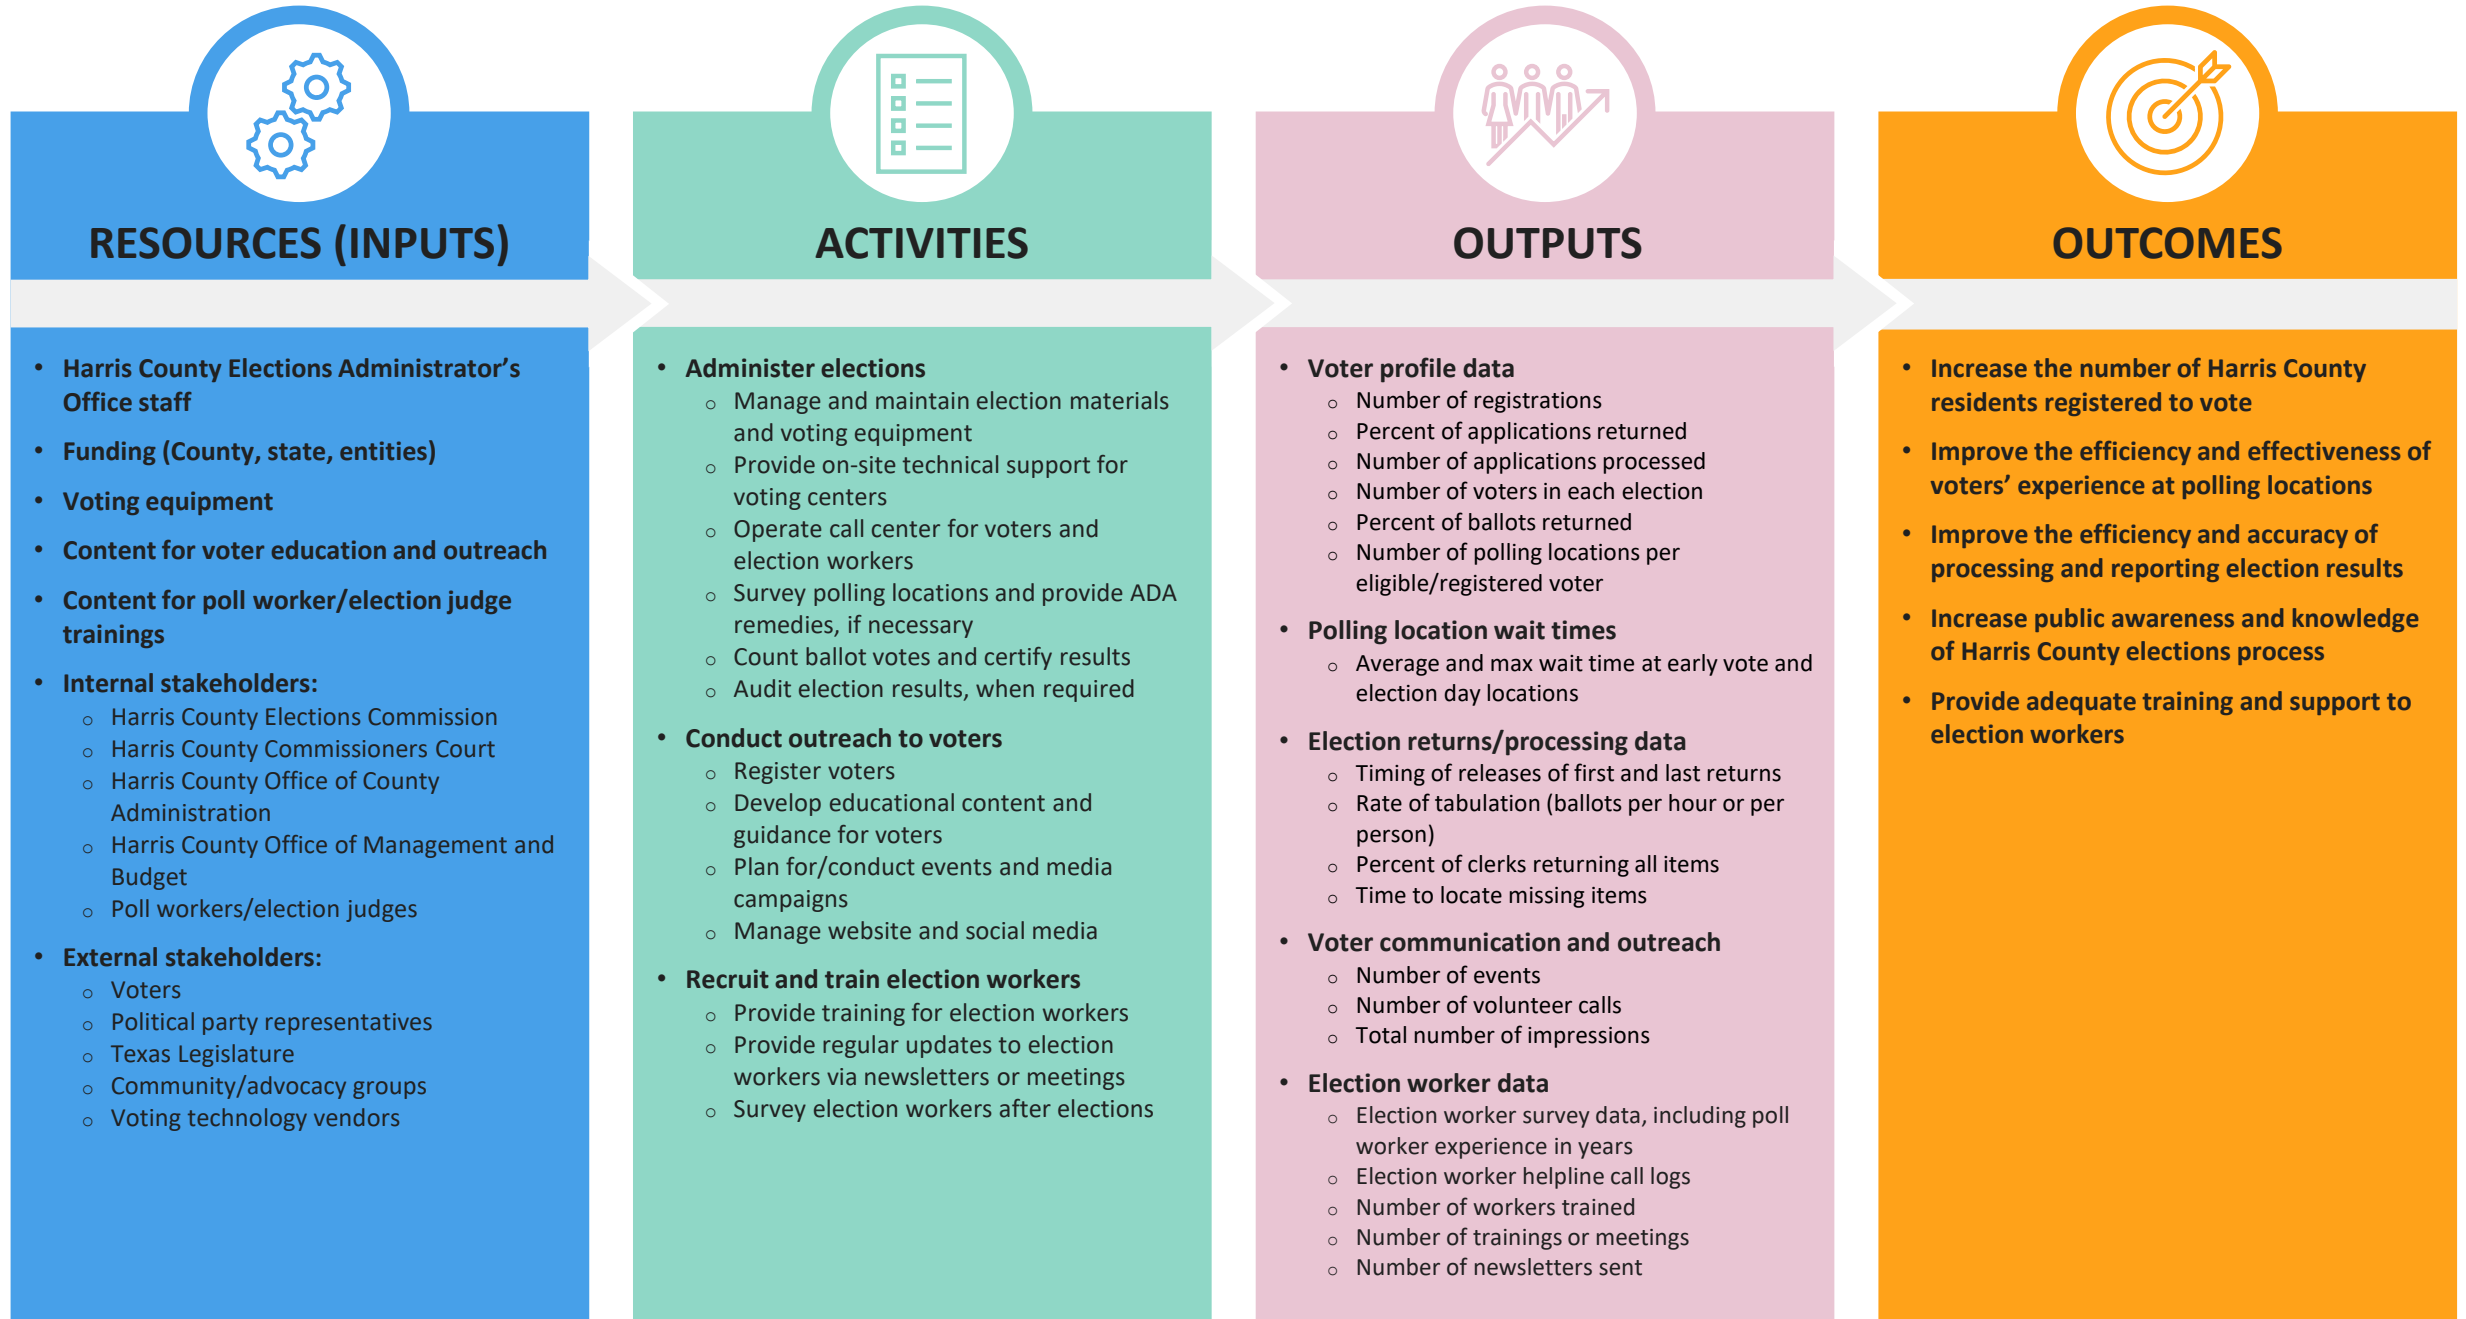 RESOURCES (INPUTS)
• Harris County Elections Administrator’s
Office staff
• Funding (County, state, entities)
• Voting equipment
• Content for voter education and outreach
• Content for poll worker/election judge
trainings
• Internal stakeholders:
o Harris County Elections Commission
o Harris County Commissioners Court
o Harris County Office of County
Administration
o Harris County Office of Management and
Budget
o Poll workers/election judges
• External stakeholders:
o Voters
o Political party representatives
o Texas Legislature
o Community/advocacy groups
o Voting technology vendors
ACTIVITIES
• Administer elections
o Manage and maintain election materials
and voting equipment
o Provide on-site technical support for
voting centers
o Operate call center for voters and
election workers
o Survey polling locations and provide ADA
remedies, if necessary
o Count ballot votes and certify results
o Audit election results, when required
• Conduct outreach to voters
o Register voters
o Develop educational content and
guidance for voters
o Plan for/conduct events and media
campaigns
o Manage website and social media
• Recruit and train election workers
o Provide training for election workers
o Provide regular updates to election
workers via newsletters or meetings
o Survey election workers after elections
OUTPUTS
• Voter profile data
o Number of registrations
o Percent of applications returned
o Number of applications processed
o Number of voters in each election
o Percent of ballots returned
o Number of polling locations per
eligible/registered voter
• Polling location wait times
o Average and max wait time at early vote and
election day locations
• Election returns/processing data
o Timing of releases of first and last returns
o Rate of tabulation (ballots per hour or per
person)
o Percent of clerks returning all items
o Time to locate missing items
• Voter communication and outreach
o Number of events
o Number of volunteer calls
o Total number of impressions
• Election worker data
o Election worker survey data, including poll
worker experience in years
o Election worker helpline call logs
o Number of workers trained
o Number of trainings or meetings
o Number of newsletters sent
OUTCOMES
• Increase the number of Harris County
residents registered to vote
• Improve the efficiency and effectiveness of
voters’ experience at polling locations
• Improve the efficiency and accuracy of
processing and reporting election results
• Increase public awareness and knowledge
of Harris County elections process
• Provide adequate training and support to
election workers